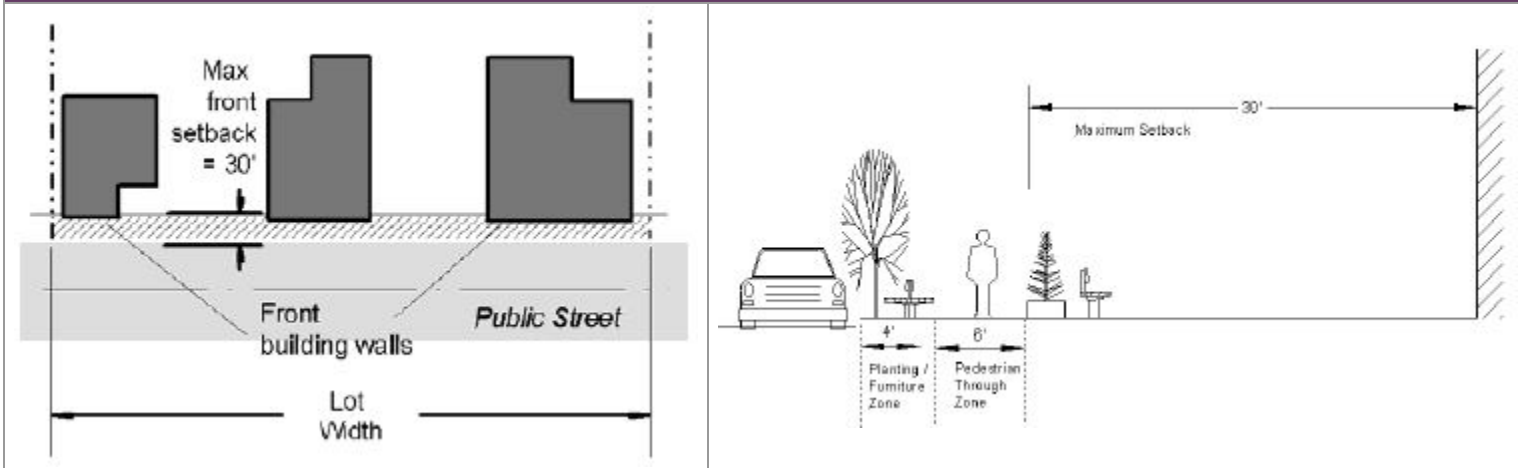 Max
front
setback
= 30'
Front
building walls
Public Street
Lot
Width
30'
Maximum Setback
4'
6'
Planting /
Furniture
Zone
Pedestrian
Through
Zone